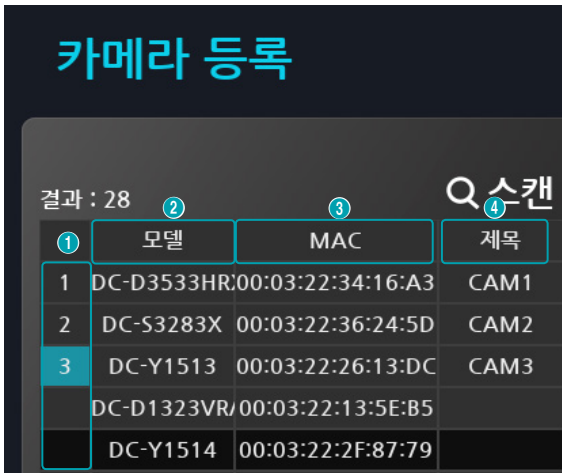 카메라 등록
결과 : 28
스캔
1 2 3 4
모델 MAC 제목
1 DC-D3533HR 00:03:22:34:16:A3 CAM1
2 DC-S3283X 00:03:22:36:24:5D CAM2
3 DC-Y1513 00:03:22:26:13:DC CAM3
DC-D1323VR 00:03:22:13:5E:B5
DC-Y1514 00:03:22:2F:87:79